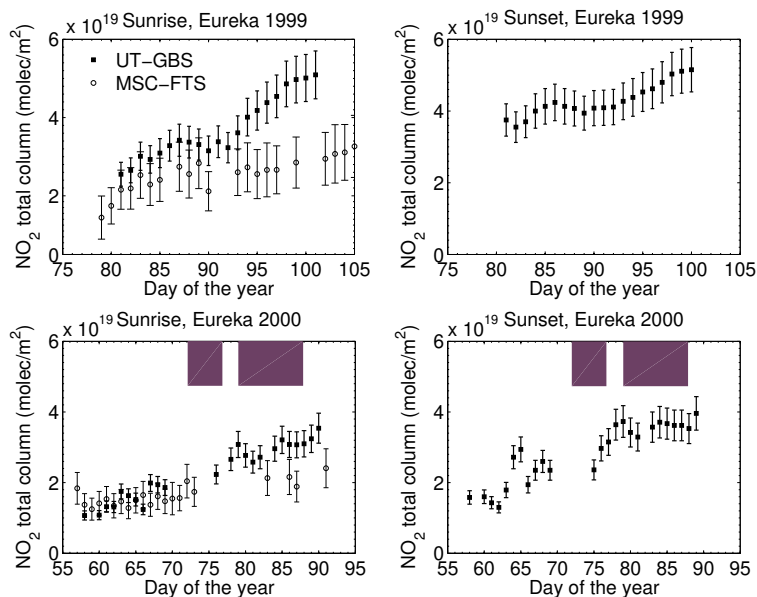 x 10^19 Sunrise, Eureka 1999
NO2 total column (molec/m²)
6
4
2
0
UT−GBS
MSC−FTS
75 80 85 90 95 100 105
Day of the year
x 10^19 Sunset, Eureka 1999
NO2 total column (molec/m²)
6
4
2
0
75 80 85 90 95 100 105
Day of the year
x 10^19 Sunrise, Eureka 2000
NO2 total column (molec/m²)
6
4
2
0
55 60 65 70 75 80 85 90 95
Day of the year
x 10^19 Sunset, Eureka 2000
NO2 total column (molec/m²)
6
4
2
0
55 60 65 70 75 80 85 90 95
Day of the year